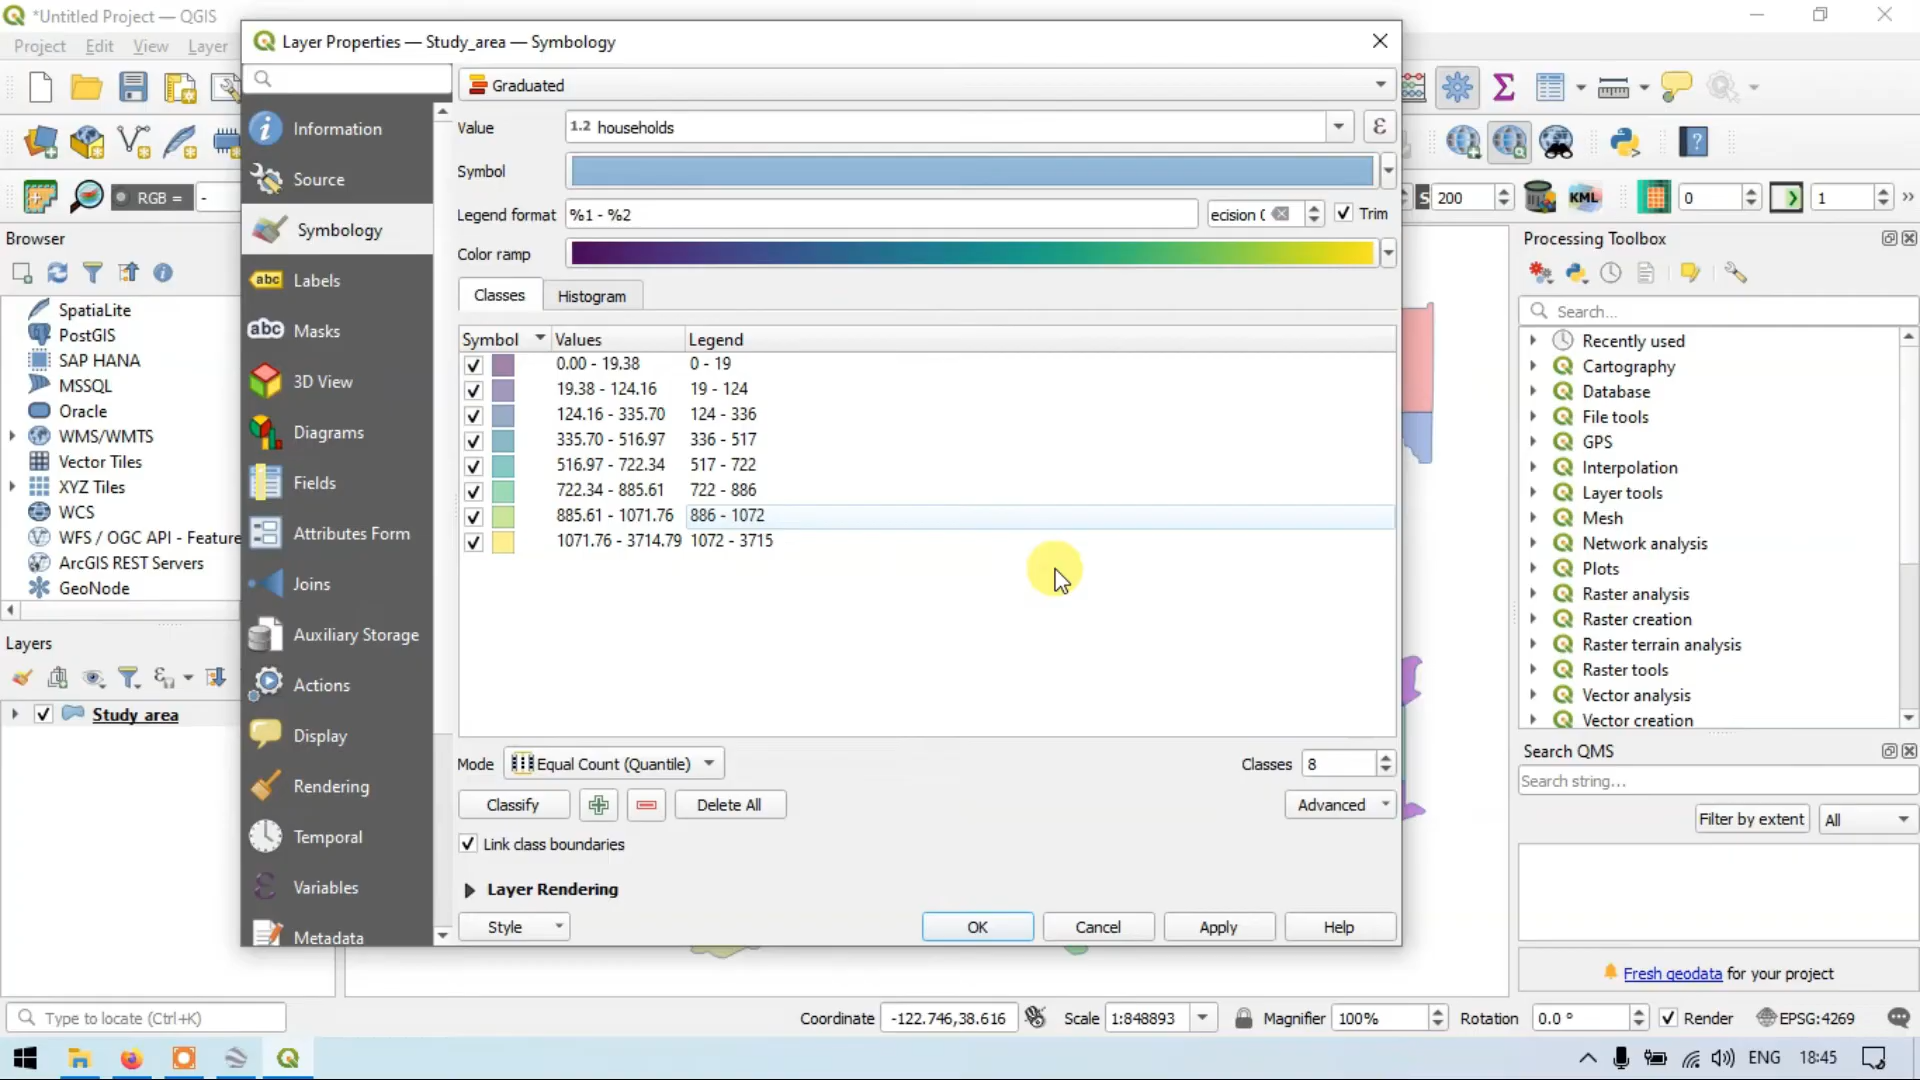 *Untitled Project — QGIS
Project Edit View Layer
Layer Properties — Study_area — Symbology
Graduated
Information
Value 1.2 households ε
Source
Symbol
RGB = -
Legend format %1 - %2 ecision ( Trim
S 200 KML 0 1 »
Symbology
Color ramp
Browser
Processing Toolbox
Labels
Classes Histogram
Masks
3D View
Diagrams
Fields
Attributes Form
Joins
Auxiliary Storage
Actions
Display
Rendering
Temporal
Variables
Metadata
Symbol Values Legend
0.00 - 19.38 0 - 19
19.38 - 124.16 19 - 124
124.16 - 335.70 124 - 336
335.70 - 516.97 336 - 517
516.97 - 722.34 517 - 722
722.34 - 885.61 722 - 886
885.61 - 1071.76 886 - 1072
1071.76 - 3714.79 1072 - 3715
Mode Equal Count (Quantile) Classes 8
Classify Delete All Advanced
Link class boundaries
Layer Rendering
Style OK Cancel Apply Help
SpatiaLite
PostGIS
SAP HANA
MSSQL
Oracle
WMS/WMTS
Vector Tiles
XYZ Tiles
WCS
WFS / OGC API - Feature
ArcGIS REST Servers
GeoNode
Layers
Study area
Search...
Recently used
Cartography
Database
File tools
GPS
Interpolation
Layer tools
Mesh
Network analysis
Plots
Raster analysis
Raster creation
Raster terrain analysis
Raster tools
Vector analysis
Vector creation
Search QMS
Search string...
Filter by extent All
Fresh geodata for your project
Type to locate (Ctrl+K) Coordinate -122.746,38.616 Scale 1:848893 Magnifier 100% Rotation 0.0 ° Render EPSG:4269
ENG 18:45